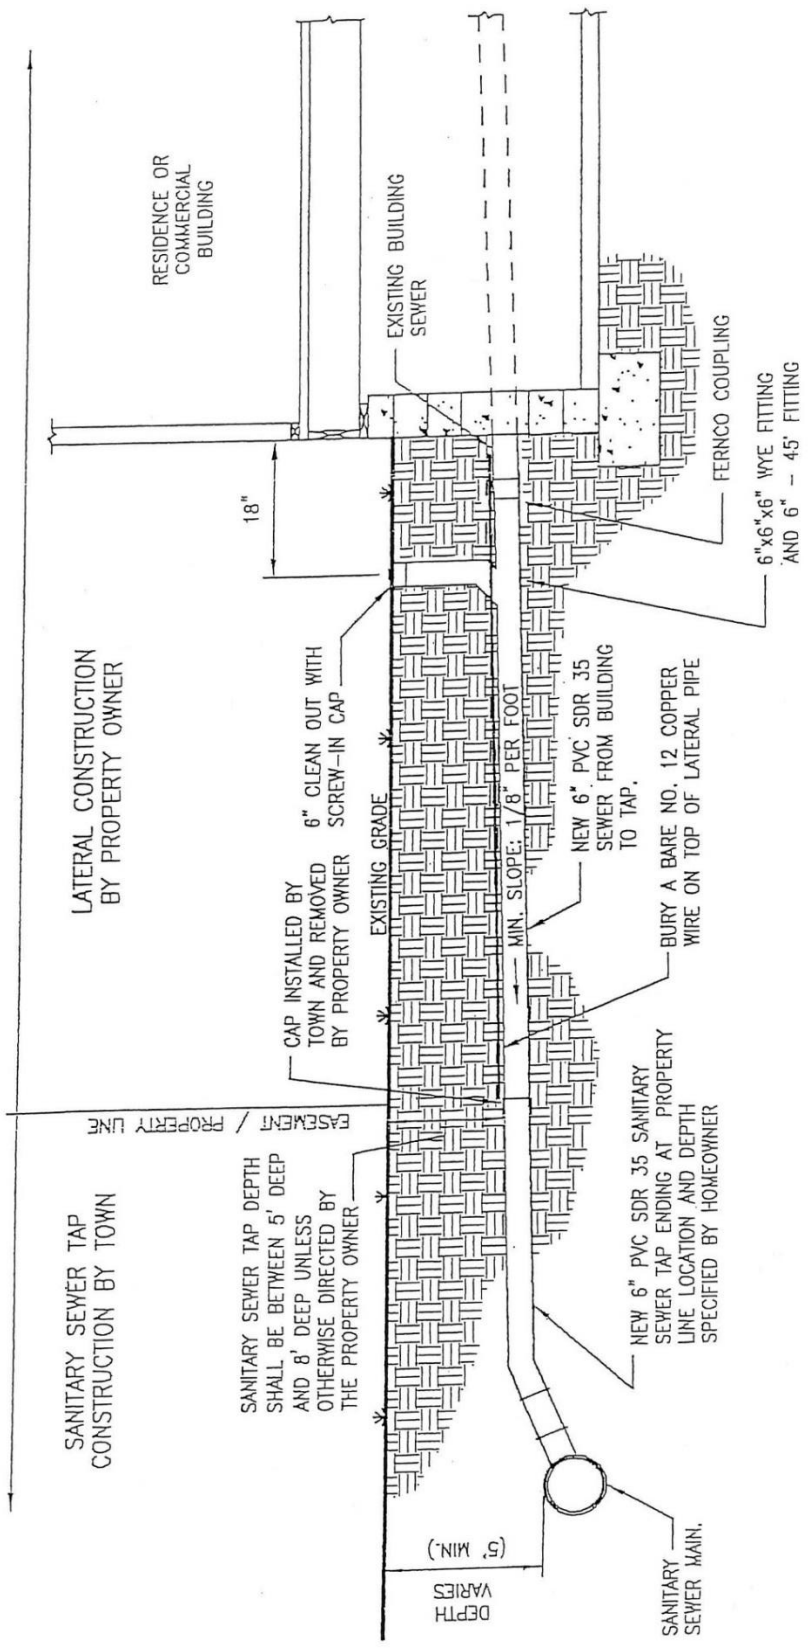 SANITARY SEWER TAP
CONSTRUCTION BY TOWN
LATERAL CONSTRUCTION
BY PROPERTY OWNER
RESIDENCE OR
COMMERCIAL
BUILDING
EASEMENT / PROPERTY LINE
18"
SANITARY SEWER TAP DEPTH
SHALL BE BETWEEN 5' DEEP
AND 8' DEEP UNLESS
OTHERWISE DIRECTED BY
THE PROPERTY OWNER
CAP INSTALLED BY
TOWN AND REMOVED
BY PROPERTY OWNER
6" CLEAN OUT WITH
SCREW-IN CAP
EXISTING GRADE
EXISTING BUILDING
SEWER
DEPTH
VARIES
(5' MIN.)
MIN. SLOPE: 1/8" PER FOOT
NEW 6" PVC SDR 35
SEWER FROM BUILDING
TO TAP.
FERNCO COUPLING
6"x6"x6" WYE FITTING
AND 6" - 45' FITTING
BURY A BARE NO. 12 COPPER
WIRE ON TOP OF LATERAL PIPE
NEW 6" PVC SDR 35 SANITARY
SEWER TAP ENDING AT PROPERTY
LINE LOCATION AND DEPTH
SPECIFIED BY HOMEOWNER
SANITARY
SEWER MAIN.